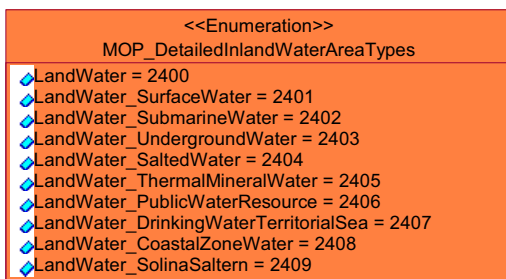 <<Enumeration>>
MOP_DetailedInlandWaterAreaTypes
LandWater = 2400
LandWater_SurfaceWater = 2401
LandWater_SubmarineWater = 2402
LandWater_UndergroundWater = 2403
LandWater_SaltedWater = 2404
LandWater_ThermalMineralWater = 2405
LandWater_PublicWaterResource = 2406
LandWater_DrinkingWaterTerritorialSea = 2407
LandWater_CoastalZoneWater = 2408
LandWater_SolinaSaltern = 2409